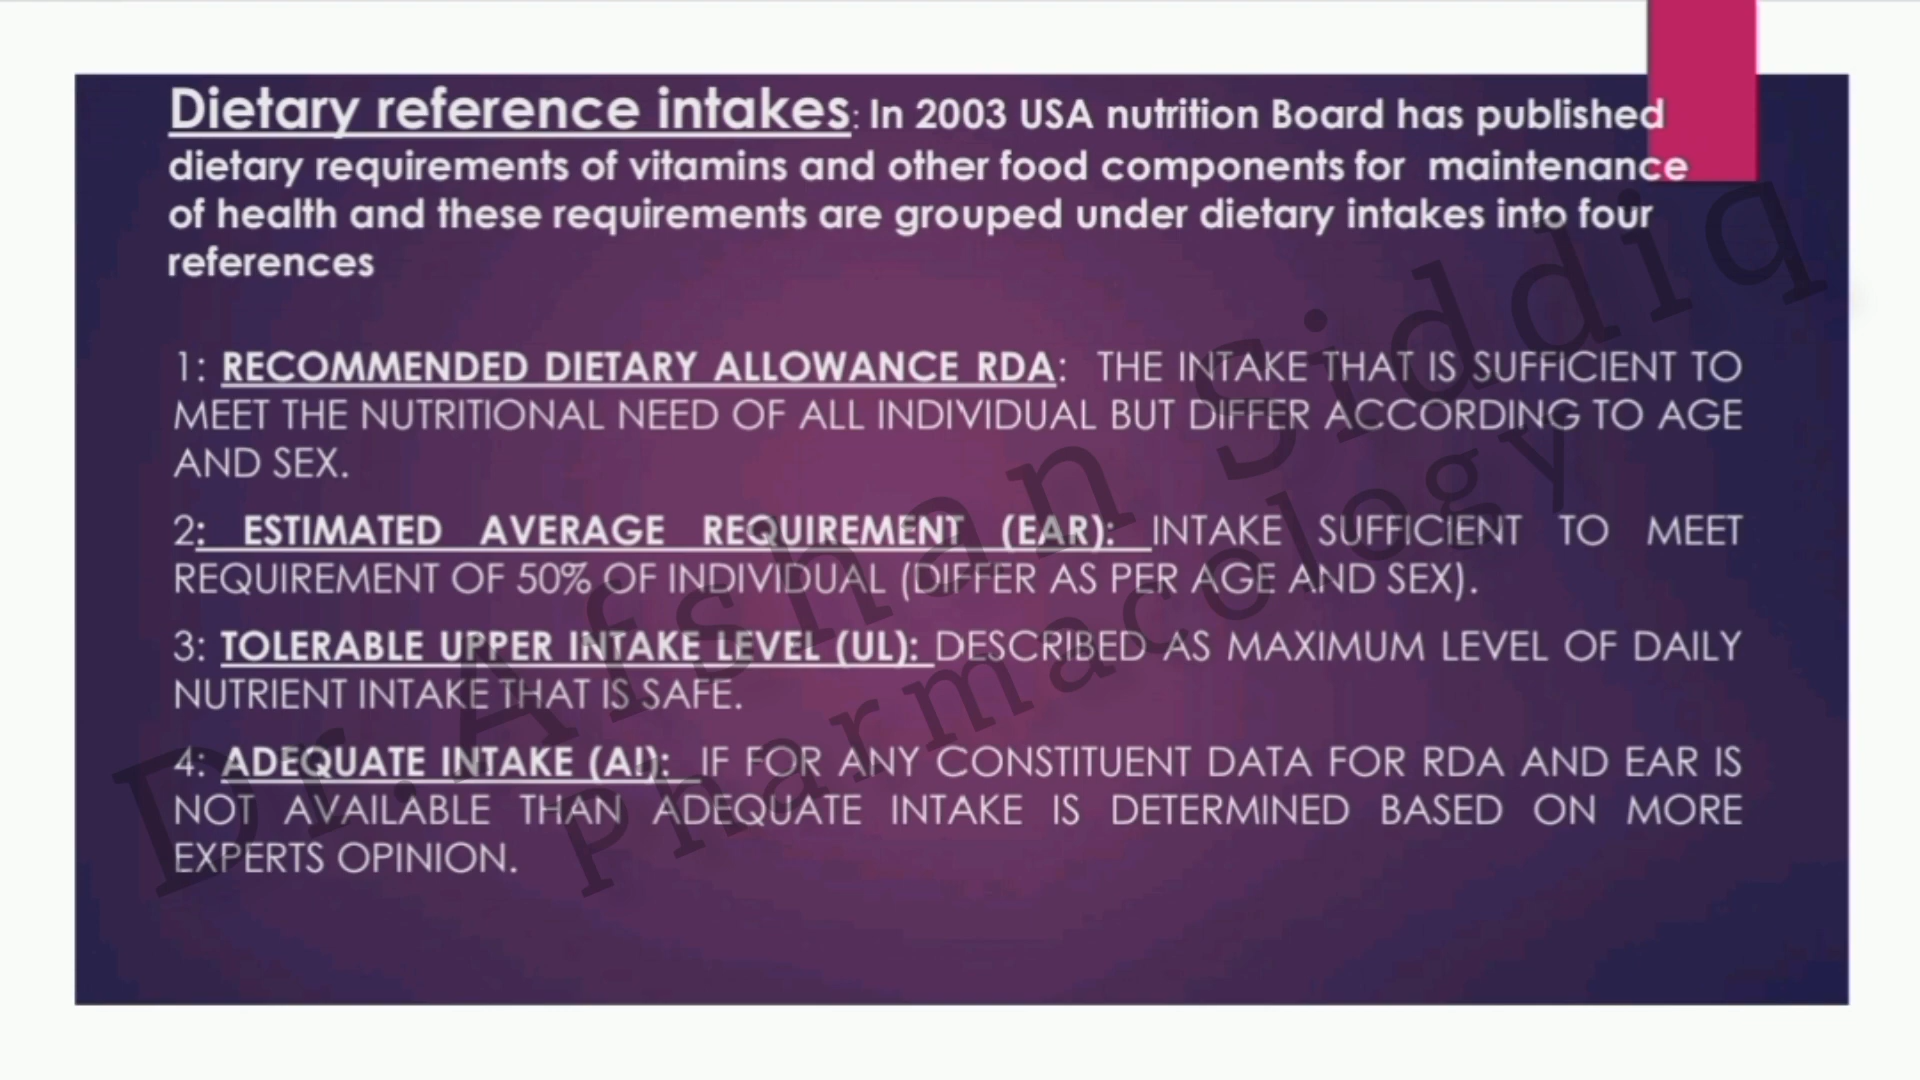 Dietary reference intakes: In 2003 USA nutrition Board has published
dietary requirements of vitamins and other food components for maintenance
of health and these requirements are grouped under dietary intakes into four
references
1: RECOMMENDED DIETARY ALLOWANCE RDA: THE INTAKE THAT IS SUFFICIENT TO
MEET THE NUTRITIONAL NEED OF ALL INDIVIDUAL BUT DIFFER ACCORDING TO AGE
AND SEX.
2: ESTIMATED AVERAGE REQUIREMENT (EAR): INTAKE SUFFICIENT TO MEET
REQUIREMENT OF 50% OF INDIVIDUAL (DIFFER AS PER AGE AND SEX).
3: TOLERABLE UPPER INTAKE LEVEL (UL): DESCRIBED AS MAXIMUM LEVEL OF DAILY
NUTRIENT INTAKE THAT IS SAFE.
4: ADEQUATE INTAKE (AI): IF FOR ANY CONSTITUENT DATA FOR RDA AND EAR IS
NOT AVAILABLE THAN ADEQUATE INTAKE IS DETERMINED BASED ON MORE
EXPERTS OPINION.
Dr. Afshan Siddiq
Pharmacology